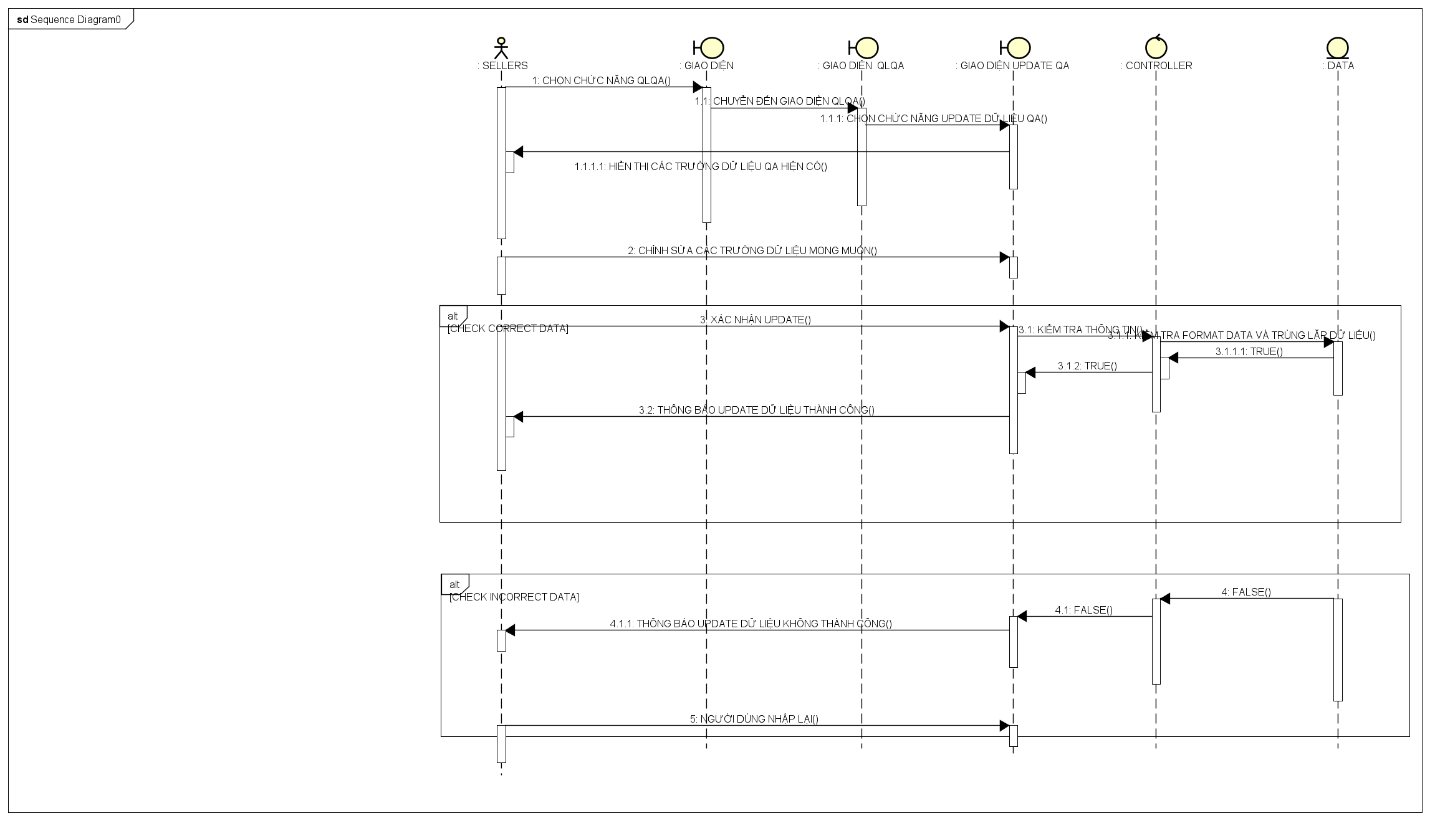 sd Sequence Diagram0
: SELLERS
: GIAO DIỆN
: GIAO DIỆN QLQA
: GIAO DIỆN UPDATE QA
: CONTROLLER
: DATA
1: CHỌN CHỨC NĂNG QLQA()
1.1: CHUYỂN ĐẾN GIAO DIỆN QLQA()
1.1.1: CHỌN CHỨC NĂNG UPDATE DỮ LIỆU QA()
1.1.1.1: HIỂN THỊ CÁC TRƯỜNG DỮ LIỆU QA HIỆN CÓ()
2: CHỈNH SỬA CÁC TRƯỜNG DỮ LIỆU MONG MUỐN()
alt
3: XÁC NHẬN UPDATE()
[CHECK CORRECT DATA]
3.1: KIỂM TRA THÔNG TIN()
3.1.1: KIỂM TRA FORMAT DATA VÀ TRÙNG LẶP DỮ LIỆU()
3.1.1.1: TRUE()
3.1.2: TRUE()
3.2: THÔNG BÁO UPDATE DỮ LIỆU THÀNH CÔNG()
alt
[CHECK INCORRECT DATA]
4: FALSE()
4.1: FALSE()
4.1.1: THÔNG BÁO UPDATE DỮ LIỆU KHÔNG THÀNH CÔNG()
5: NGƯỜI DÙNG NHẬP LẠI()